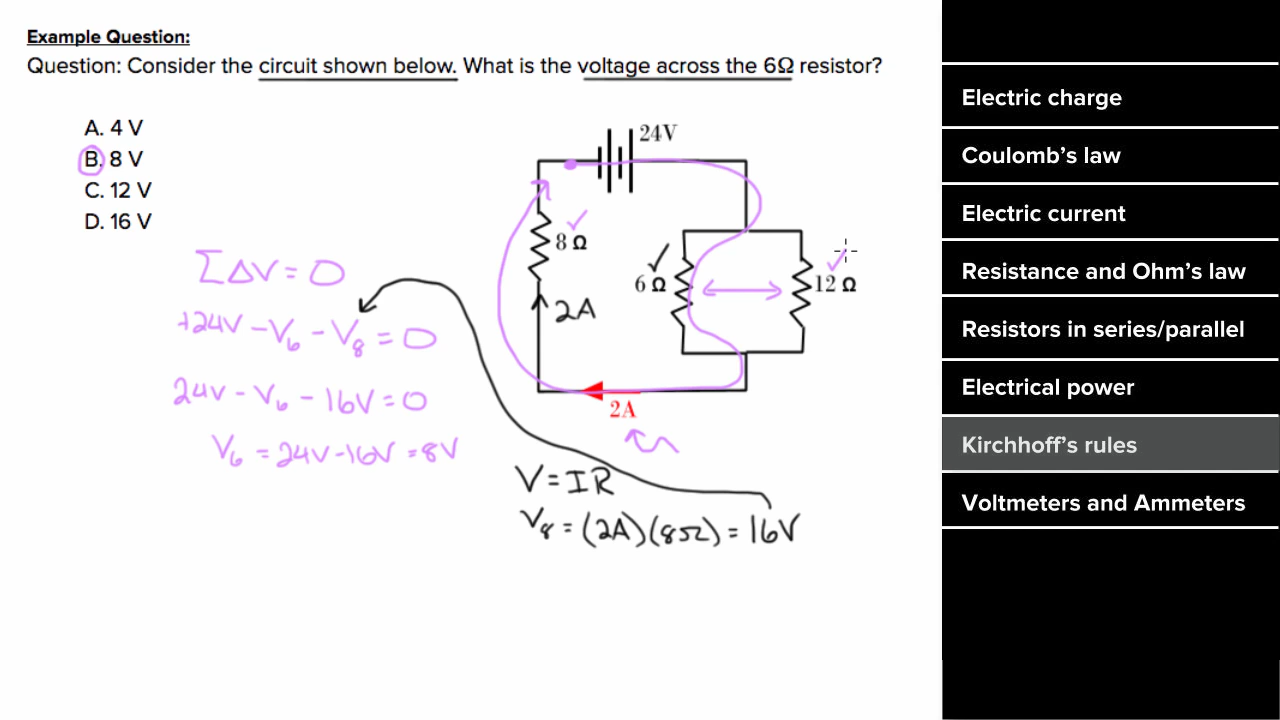 Example Question:
Question: Consider the circuit shown below. What is the voltage across the 6Ω resistor?
A. 4 V
B. 8 V
C. 12 V
D. 16 V
24V
8 Ω
6 Ω
12 Ω
2A
2A
ΣΔV = 0
+24V - V₆ - V₈ = 0
24V - V₆ - 16V = 0
V₆ = 24V - 16V = 8V
V = IR
V₈ = (2A)(8Ω) = 16V
Electric charge
Coulomb’s law
Electric current
Resistance and Ohm’s law
Resistors in series/parallel
Electrical power
Kirchhoff’s rules
Voltmeters and Ammeters